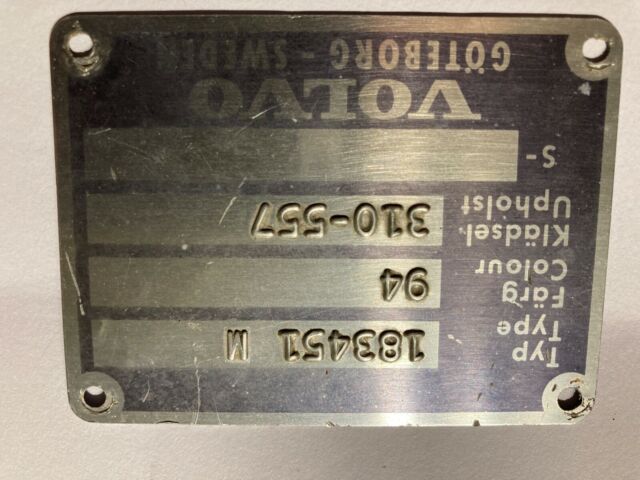 VOLVO
GÖTEBORG - SWEDEN
Typ
Type 183451 M
Färg
Colour 94
Klädsel.
Upholst 310-557
S-